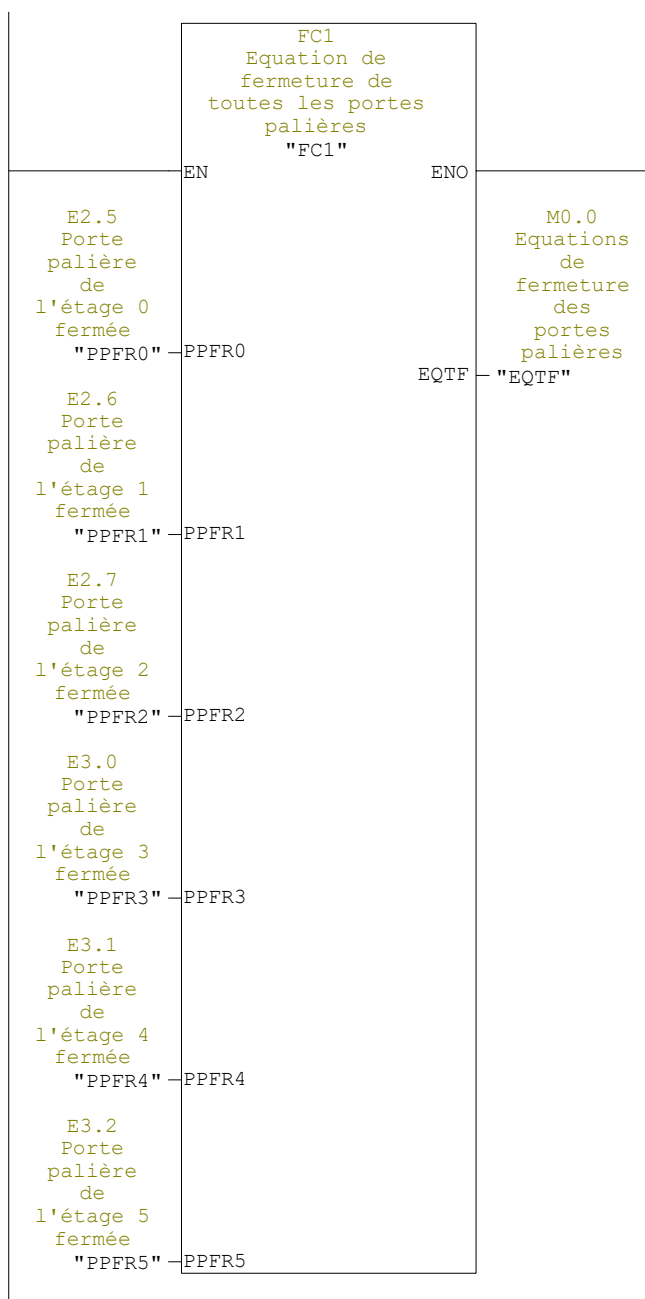 FC1
Equation de
fermeture de
toutes les portes
palières
"FC1"
EN ENO
E2.5
Porte
palière
de
l'étage 0
fermée
"PPFR0" PPFR0
M0.0
Equations
de
fermeture
des
portes
palières
EQTF "EQTF"
E2.6
Porte
palière
de
l'étage 1
fermée
"PPFR1" PPFR1
E2.7
Porte
palière
de
l'étage 2
fermée
"PPFR2" PPFR2
E3.0
Porte
palière
de
l'étage 3
fermée
"PPFR3" PPFR3
E3.1
Porte
palière
de
l'étage 4
fermée
"PPFR4" PPFR4
E3.2
Porte
palière
de
l'étage 5
fermée
"PPFR5" PPFR5